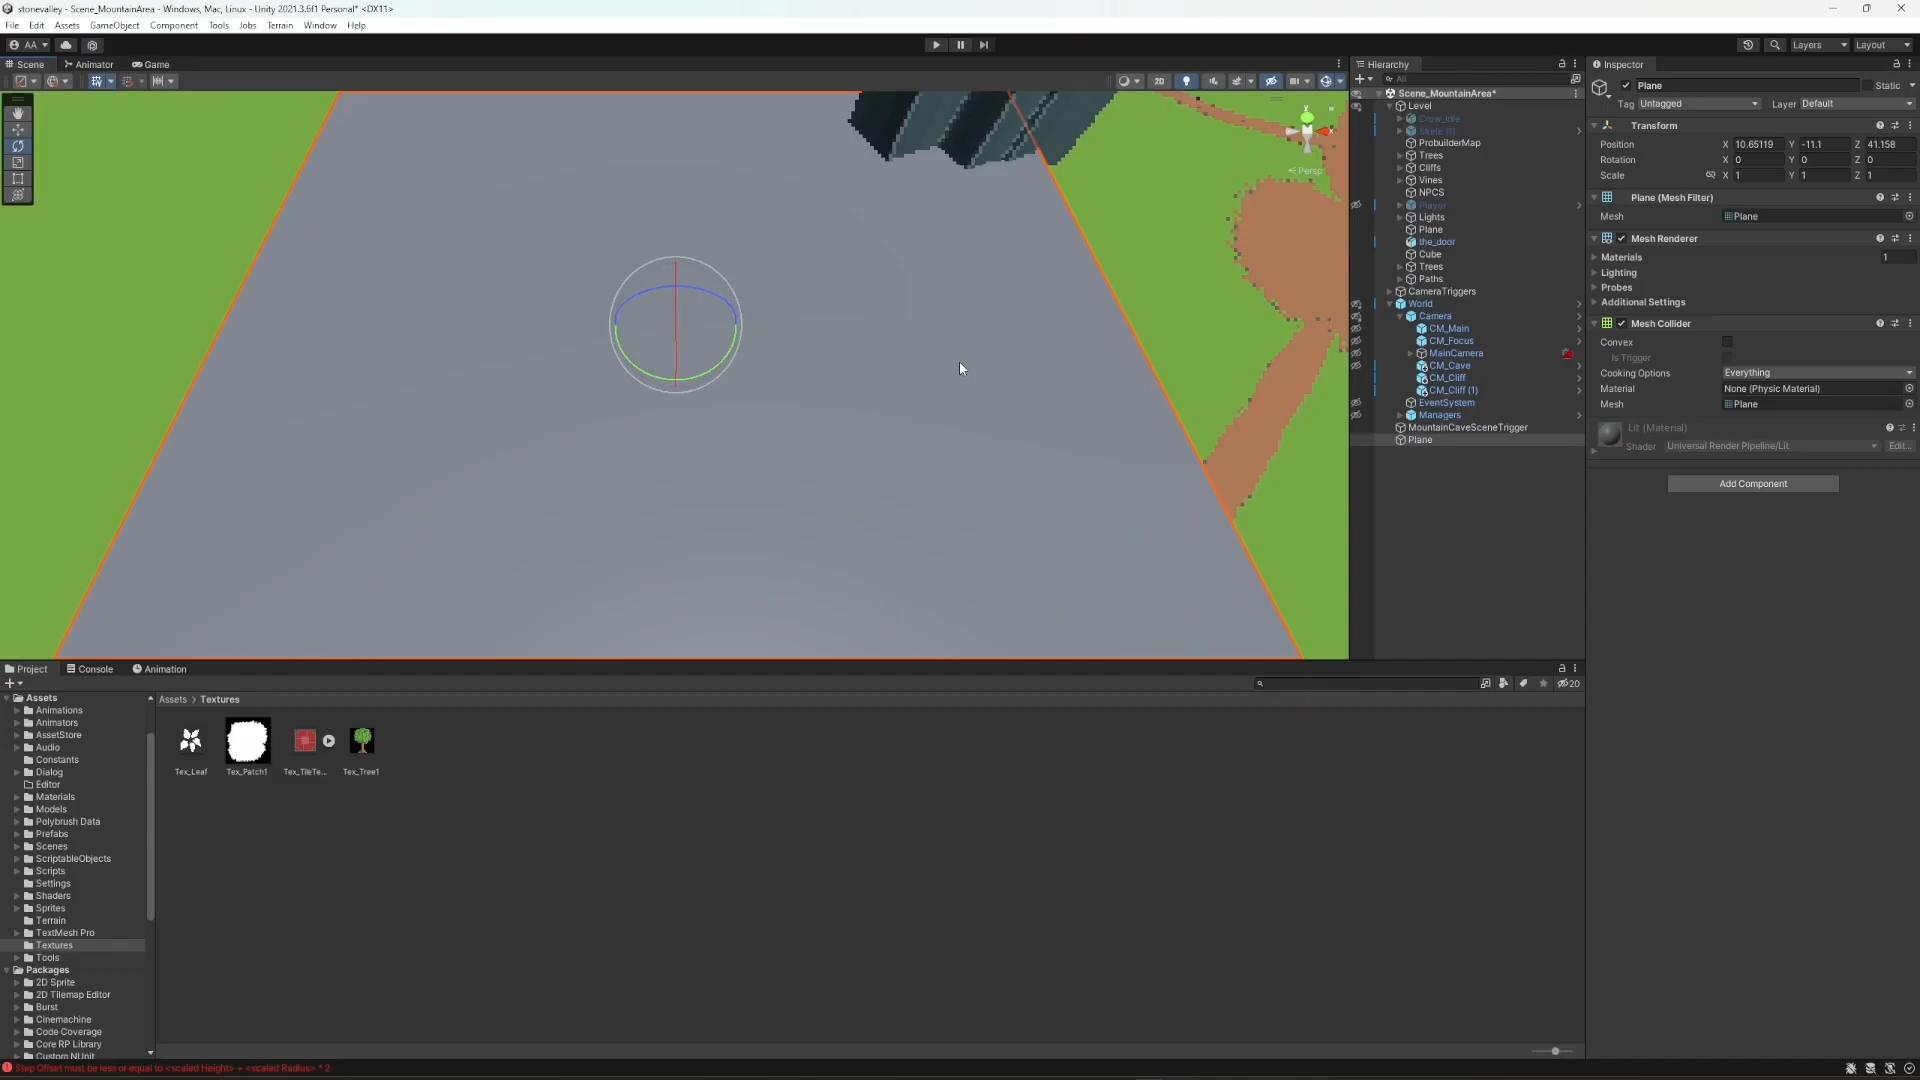 stonevalley - Scene_MountainArea - Windows, Mac, Linux - Unity 2021.3.6f1 Personal* <DX11>
File Edit Assets GameObject Component Tools Jobs Terrain Window Help
AA Layers Layout
Scene Animator Game
2D
y
x
Persp
Hierarchy
All
Scene_MountainArea*
Level
Crow_Idle
Skele (1)
ProbuilderMap
Trees
Cliffs
Vines
NPCS
Player
Lights
Plane
the_door
Cube
Trees
Paths
CameraTriggers
World
Camera
CM_Main
CM_Focus
MainCamera
CM_Cave
CM_Cliff
CM_Cliff (1)
EventSystem
Managers
MountainCaveSceneTrigger
Plane
Inspector
Plane Static
Tag Untagged Layer Default
Transform
Position X 10.65119 Y -11.1 Z 41.158
Rotation X 0 Y 0 Z 0
Scale X 1 Y 1 Z 1
Plane (Mesh Filter)
Mesh Plane
Mesh Renderer
Materials 1
Lighting
Probes
Additional Settings
Mesh Collider
Convex
Is Trigger
Cooking Options Everything
Material None (Physic Material)
Mesh Plane
Lit (Material)
Shader Universal Render Pipeline/Lit Edit...
Add Component
Project Console Animation
20
Assets
Animations
Animators
AssetStore
Audio
Constants
Dialog
Editor
Materials
Models
Polybrush Data
Prefabs
Scenes
ScriptableObjects
Scripts
Settings
Shaders
Sprites
Terrain
TextMesh Pro
Textures
Tools
Packages
2D Sprite
2D Tilemap Editor
Burst
Cinemachine
Code Coverage
Core RP Library
Custom NUnit
Assets > Textures
Tex_Leaf Tex_Patch1 Tex_TileTe... Tex_Tree1
Step Offset must be less or equal to <scaled Height> + <scaled Radius> * 2